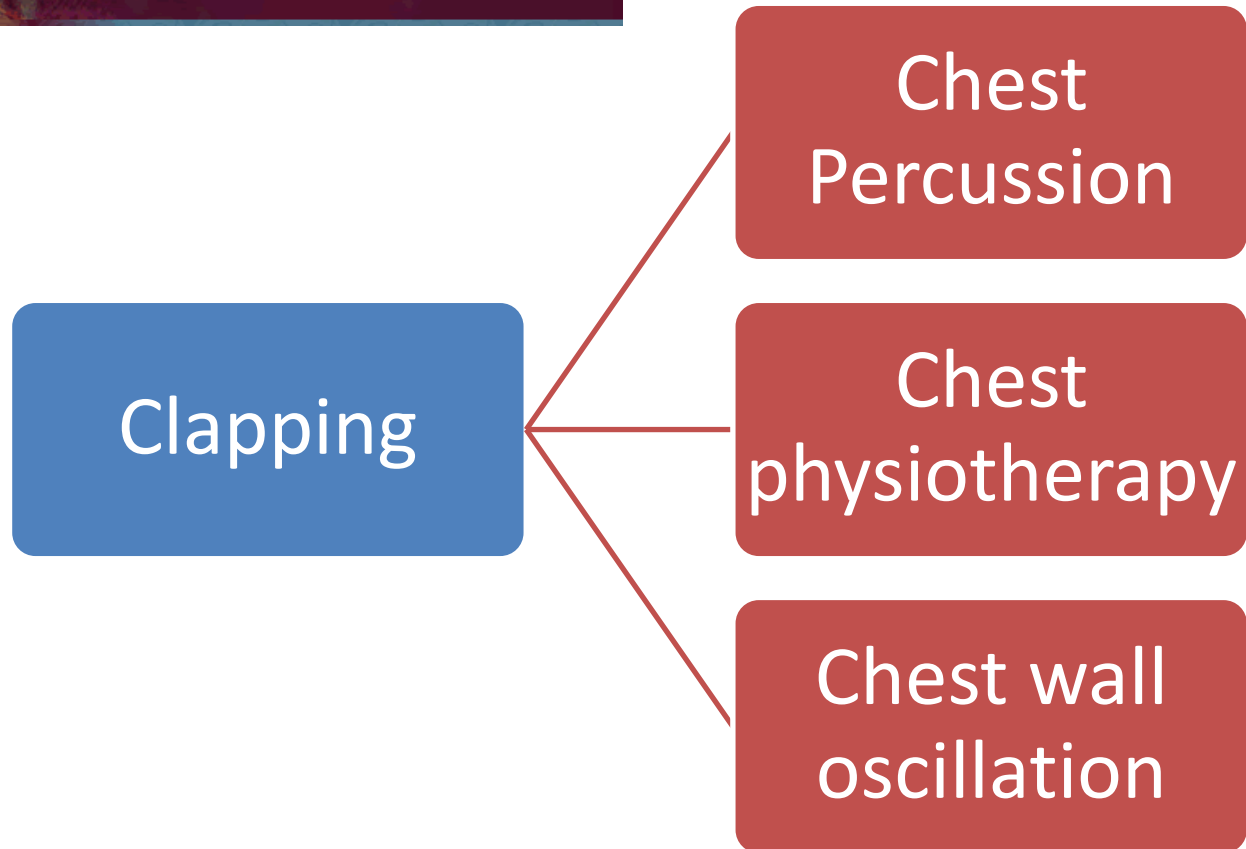 Chest
Percussion
Clapping
Chest
physiotherapy
Chest wall
oscillation